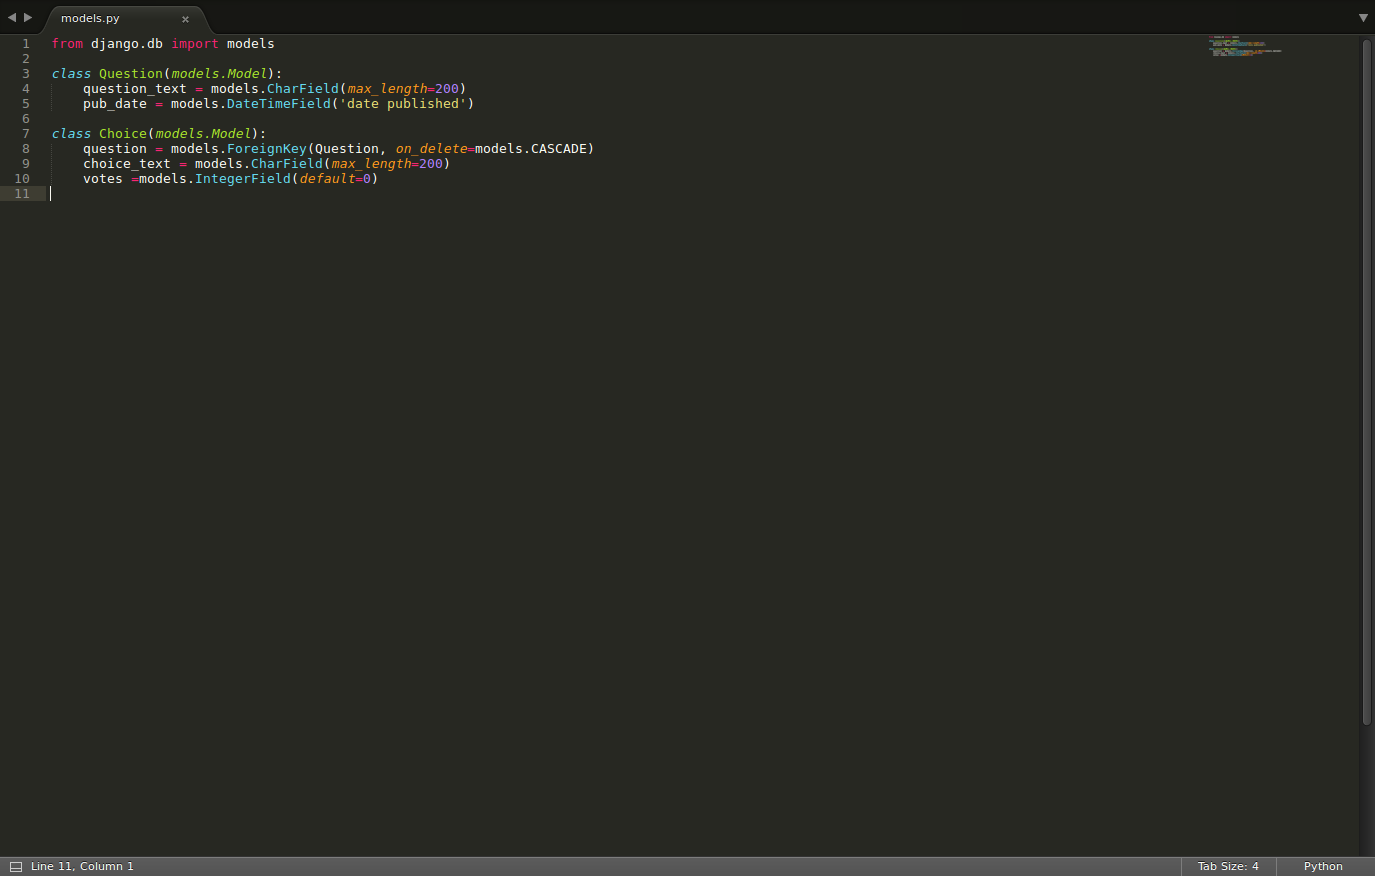 models.py ×
1 from django.db import models
2
3 class Question(models.Model):
4     question_text = models.CharField(max_length=200)
5     pub_date = models.DateTimeField('date published')
6
7 class Choice(models.Model):
8     question = models.ForeignKey(Question, on_delete=models.CASCADE)
9     choice_text = models.CharField(max_length=200)
10     votes =models.IntegerField(default=0)
11
Line 11, Column 1 Tab Size: 4 Python